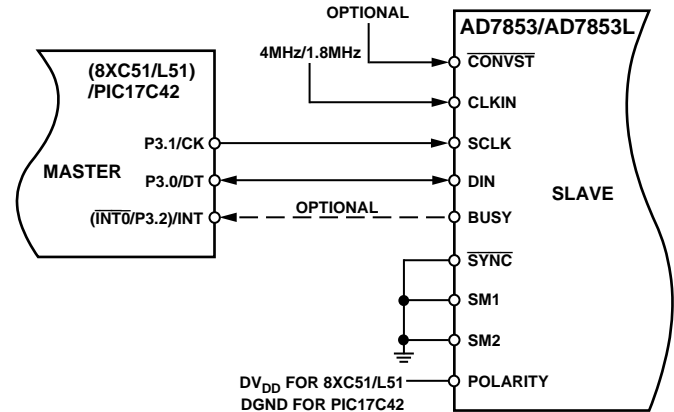 OPTIONAL
AD7853/AD7853L
4MHz/1.8MHz
CONVST
(8XC51/L51)
/PIC17C42
CLKIN
P3.1/CK
SCLK
MASTER
P3.0/DT
DIN
SLAVE
(INT0/P3.2)/INT
OPTIONAL
BUSY
SYNC
SM1
SM2
DVDD FOR 8XC51/L51
DGND FOR PIC17C42
POLARITY